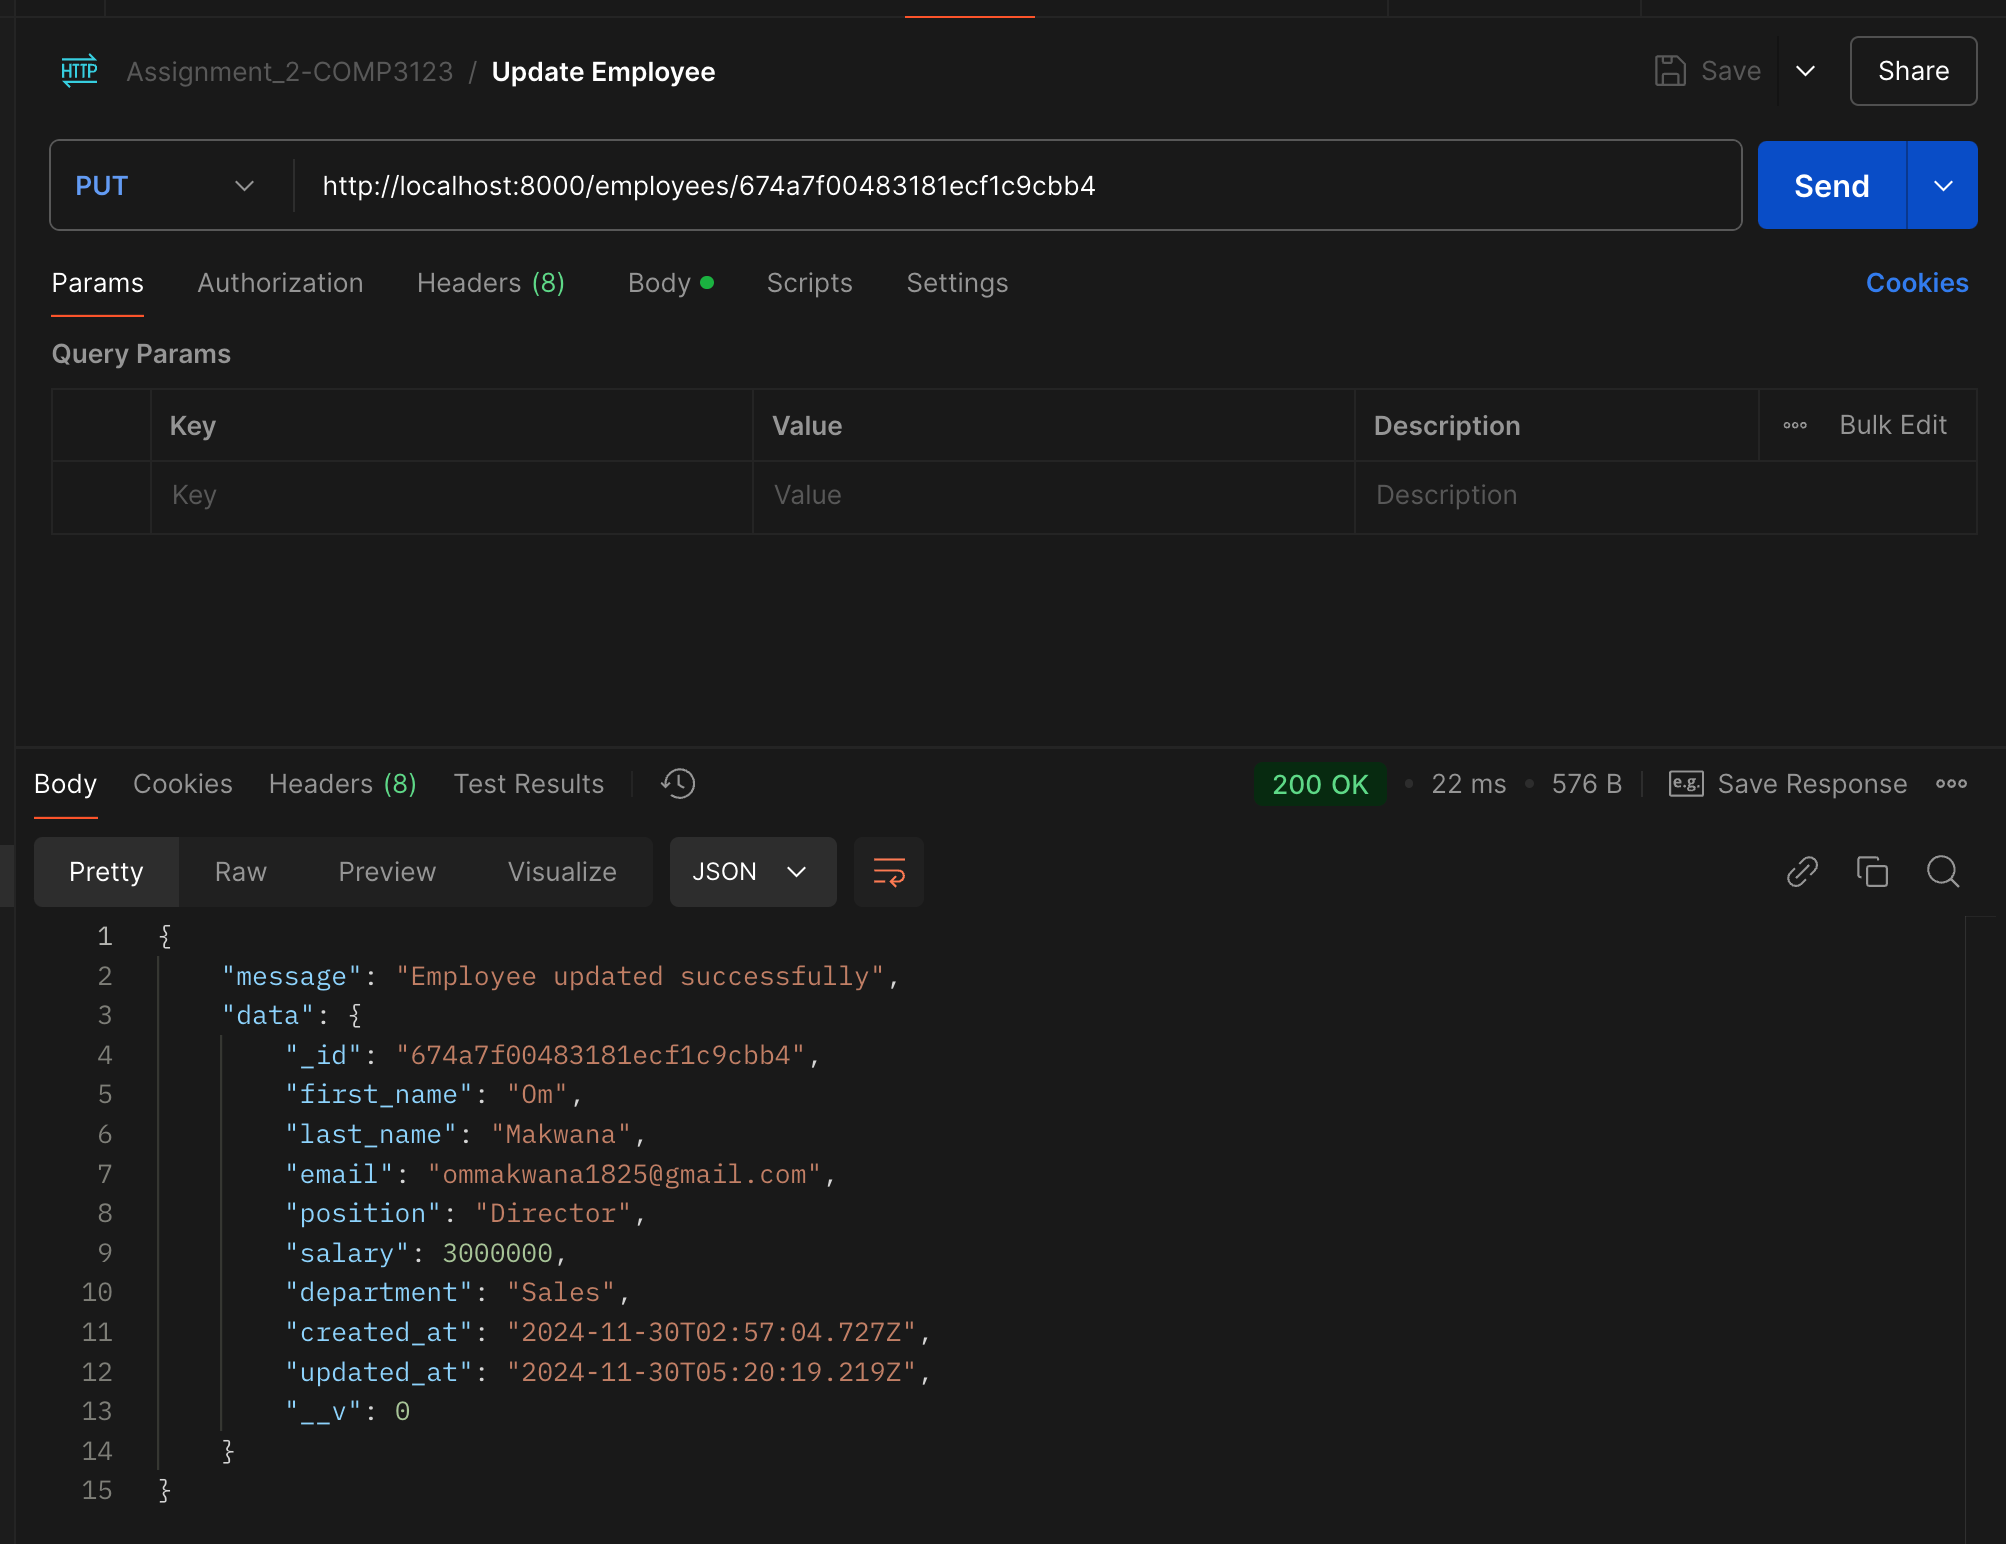 HTTP Assignment_2-COMP3123 / Update Employee Save Share
PUT http://localhost:8000/employees/674a7f00483181ecf1c9cbb4 Send
Params Authorization Headers (8) Body Scripts Settings Cookies
Query Params
Key Value Description Bulk Edit
Key Value Description
Body Cookies Headers (8) Test Results 200 OK 22 ms 576 B e.g. Save Response
Pretty Raw Preview Visualize JSON
1 {
2 "message": "Employee updated successfully",
3 "data": {
4 "_id": "674a7f00483181ecf1c9cbb4",
5 "first_name": "Om",
6 "last_name": "Makwana",
7 "email": "ommakwana1825@gmail.com",
8 "position": "Director",
9 "salary": 3000000,
10 "department": "Sales",
11 "created_at": "2024-11-30T02:57:04.727Z",
12 "updated_at": "2024-11-30T05:20:19.219Z",
13 "__v": 0
14 }
15 }